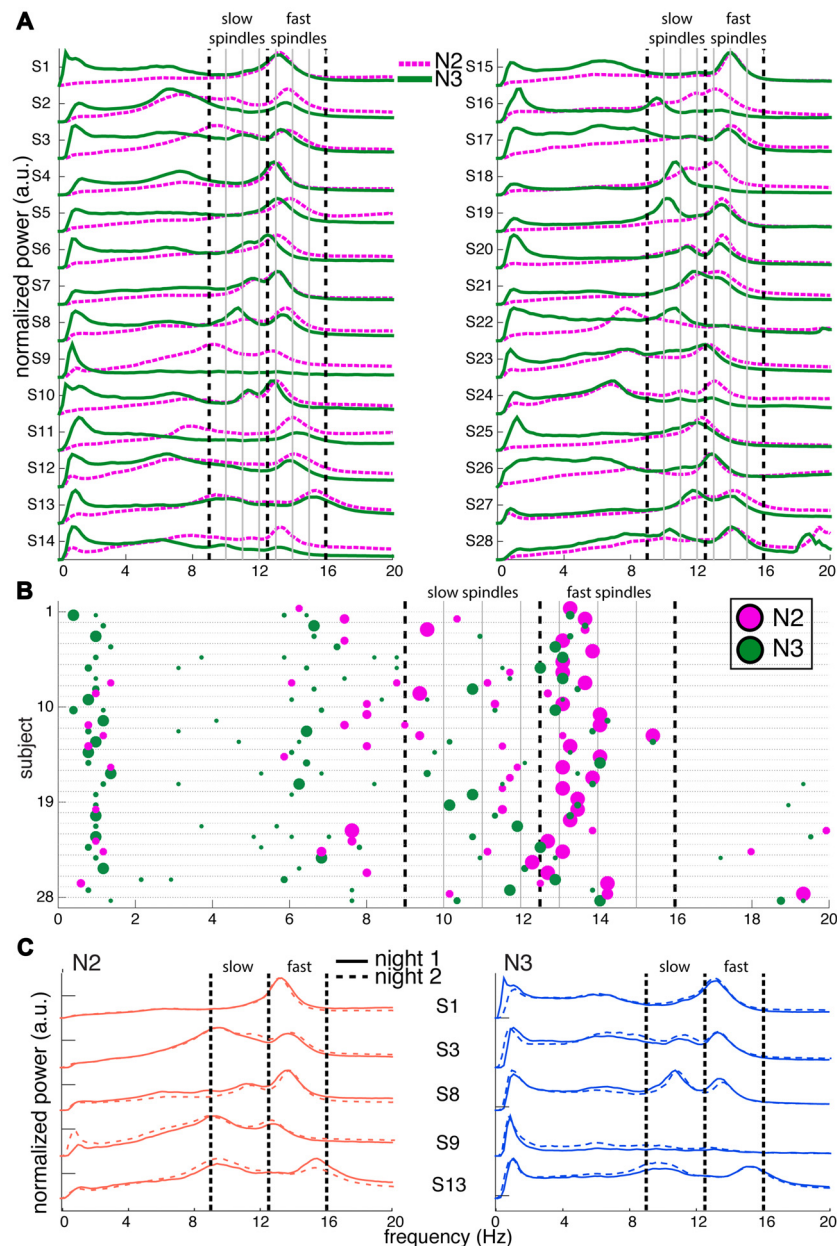 A
slow spindles
fast spindles
N2
N3
normalized power (a.u.)
S1
S2
S3
S4
S5
S6
S7
S8
S9
S10
S11
S12
S13
S14
0 4 8 12 16 20
S15
S16
S17
S18
S19
S20
S21
S22
S23
S24
S25
S26
S27
S28
0 4 8 12 16 20
B
slow spindles
fast spindles
N2
N3
subject
1
10
19
28
0 2 4 6 8 10 12 14 16 18 20
C
N2
slow
fast
night 1
night 2
N3
slow
fast
normalized power (a.u.)
S1
S3
S8
S9
S13
0 4 8 12 16 20
0 4 8 12 16 20
frequency (Hz)